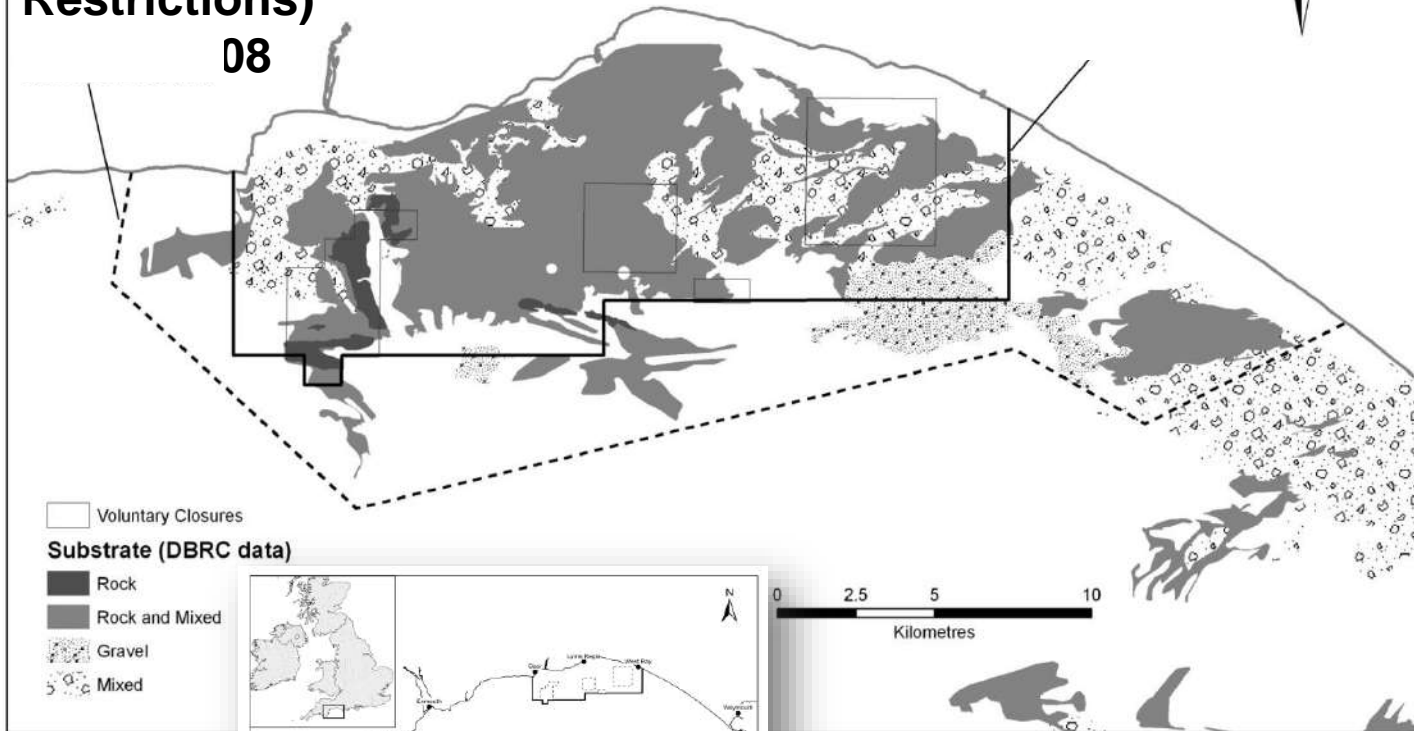 Restrictions)
08
Voluntary Closures
Substrate (DBRC data)
Rock
Rock and Mixed
Gravel
Mixed
N
Lyme Regis
West Bay
Exmouth
Weymouth
0 2.5 5 10
Kilometres